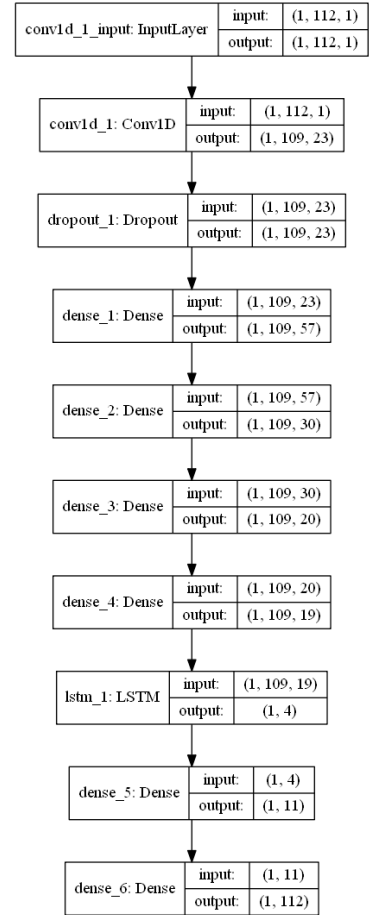 conv1d_1_input: InputLayer input: (1, 112, 1)
output: (1, 112, 1)
conv1d_1: Conv1D input: (1, 112, 1)
output: (1, 109, 23)
dropout_1: Dropout input: (1, 109, 23)
output: (1, 109, 23)
dense_1: Dense input: (1, 109, 23)
output: (1, 109, 57)
dense_2: Dense input: (1, 109, 57)
output: (1, 109, 30)
dense_3: Dense input: (1, 109, 30)
output: (1, 109, 20)
dense_4: Dense input: (1, 109, 20)
output: (1, 109, 19)
lstm_1: LSTM input: (1, 109, 19)
output: (1, 4)
dense_5: Dense input: (1, 4)
output: (1, 11)
dense_6: Dense input: (1, 11)
output: (1, 112)